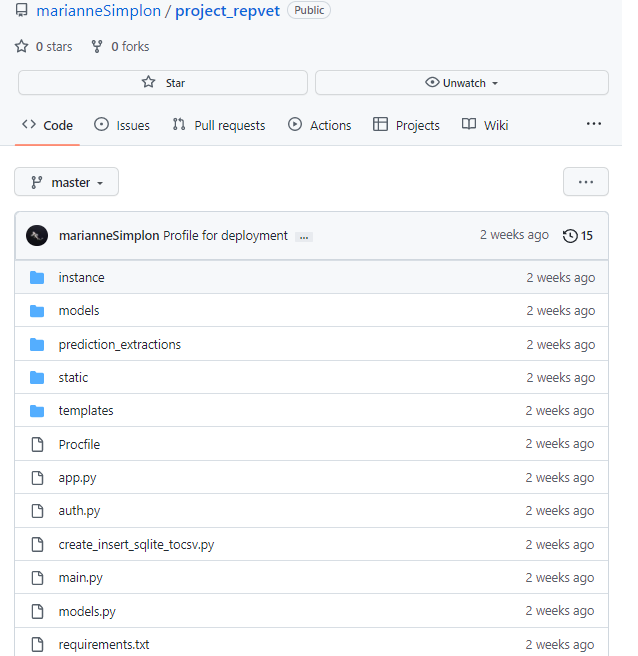 marianneSimplon / project_repvet Public
0 stars 0 forks
Star Unwatch
Code Issues Pull requests Actions Projects Wiki ...
master ...
marianneSimplon Profile for deployment ... 2 weeks ago 15
instance 2 weeks ago
models 2 weeks ago
prediction_extractions 2 weeks ago
static 2 weeks ago
templates 2 weeks ago
Procfile 2 weeks ago
app.py 2 weeks ago
auth.py 2 weeks ago
create_insert_sqlite_tocsv.py 2 weeks ago
main.py 2 weeks ago
models.py 2 weeks ago
requirements.txt 2 weeks ago